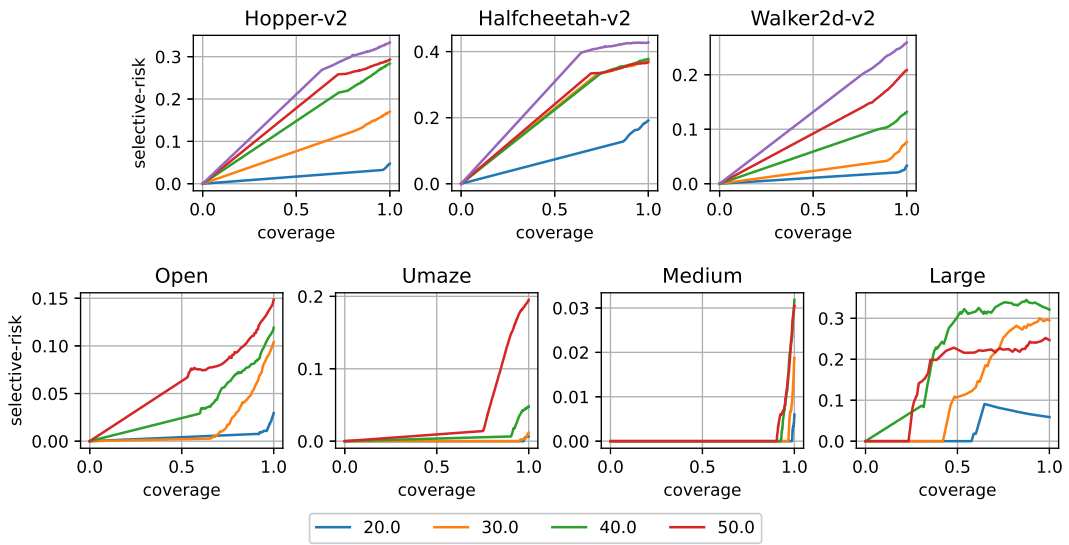 Hopper-v2 Halfcheetah-v2 Walker2d-v2
selective-risk
0.3
0.2
0.1
0.0
0.4
0.2
0.0
0.2
0.1
0.0
0.0 0.5 1.0 0.0 0.5 1.0 0.0 0.5 1.0
coverage coverage coverage
Open Umaze Medium Large
selective-risk
0.15
0.10
0.05
0.00
0.2
0.1
0.0
0.03
0.02
0.01
0.00
0.3
0.2
0.1
0.0
0.0 0.5 1.0 0.0 0.5 1.0 0.0 0.5 1.0 0.0 0.5 1.0
coverage coverage coverage coverage
20.0 30.0 40.0 50.0